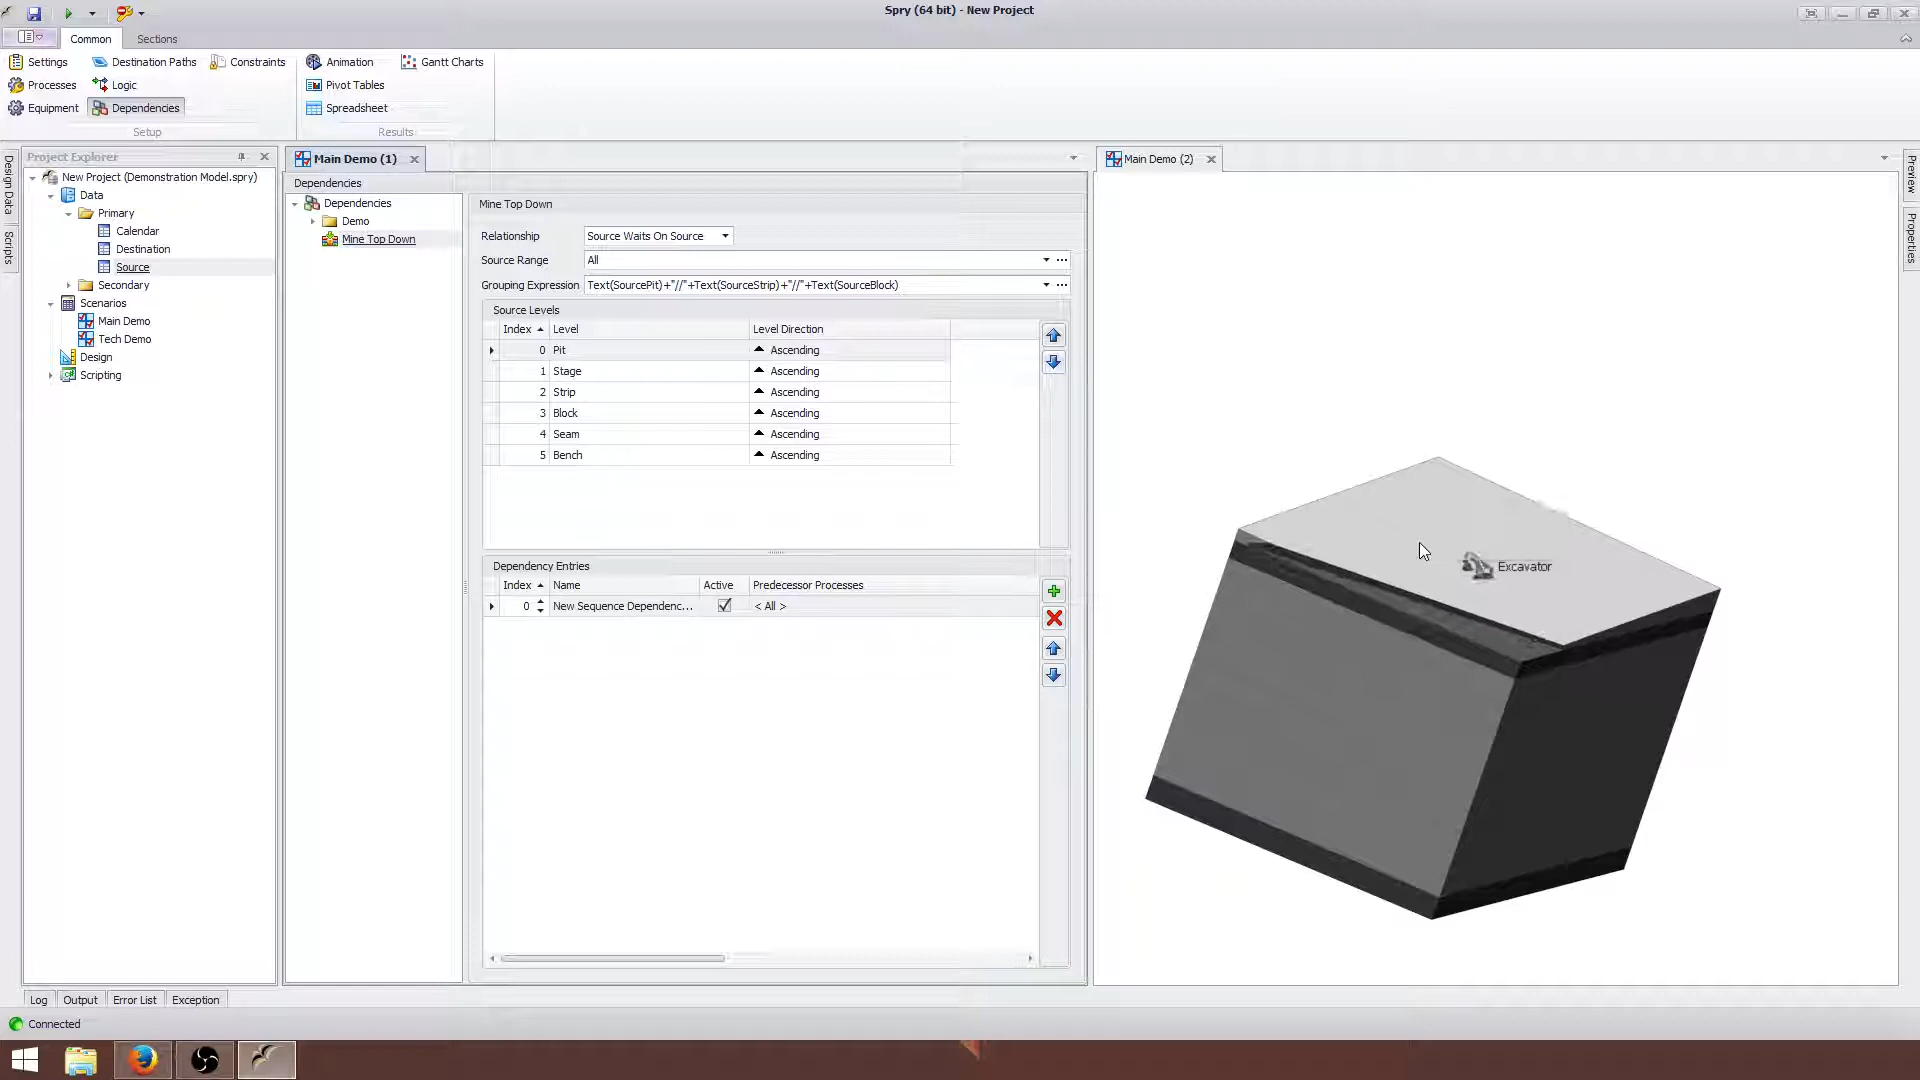 Spry (64 bit) - New Project
Common Sections
Settings Destination Paths Constraints Animation Gantt Charts
Processes Logic Pivot Tables
Equipment Dependencies Spreadsheet
Setup Results
Design Data
Scripts
Project Explorer
New Project (Demonstration Model.spry)
Data
Primary
Calendar
Destination
Source
Secondary
Scenarios
Main Demo
Tech Demo
Design
Scripting
Main Demo (1)
Dependencies
Dependencies
Demo
Mine Top Down
Mine Top Down
Relationship Source Waits On Source
Source Range All
Grouping Expression Text(SourcePit)+"//"+Text(SourceStrip)+"//"+Text(SourceBlock)
Source Levels
Index Level Level Direction
0 Pit Ascending
1 Stage Ascending
2 Strip Ascending
3 Block Ascending
4 Seam Ascending
5 Bench Ascending
Dependency Entries
Index Name Active Predecessor Processes
0 New Sequence Dependenc... < All >
Main Demo (2)
Excavator
Preview
Properties
Log Output Error List Exception
Connected